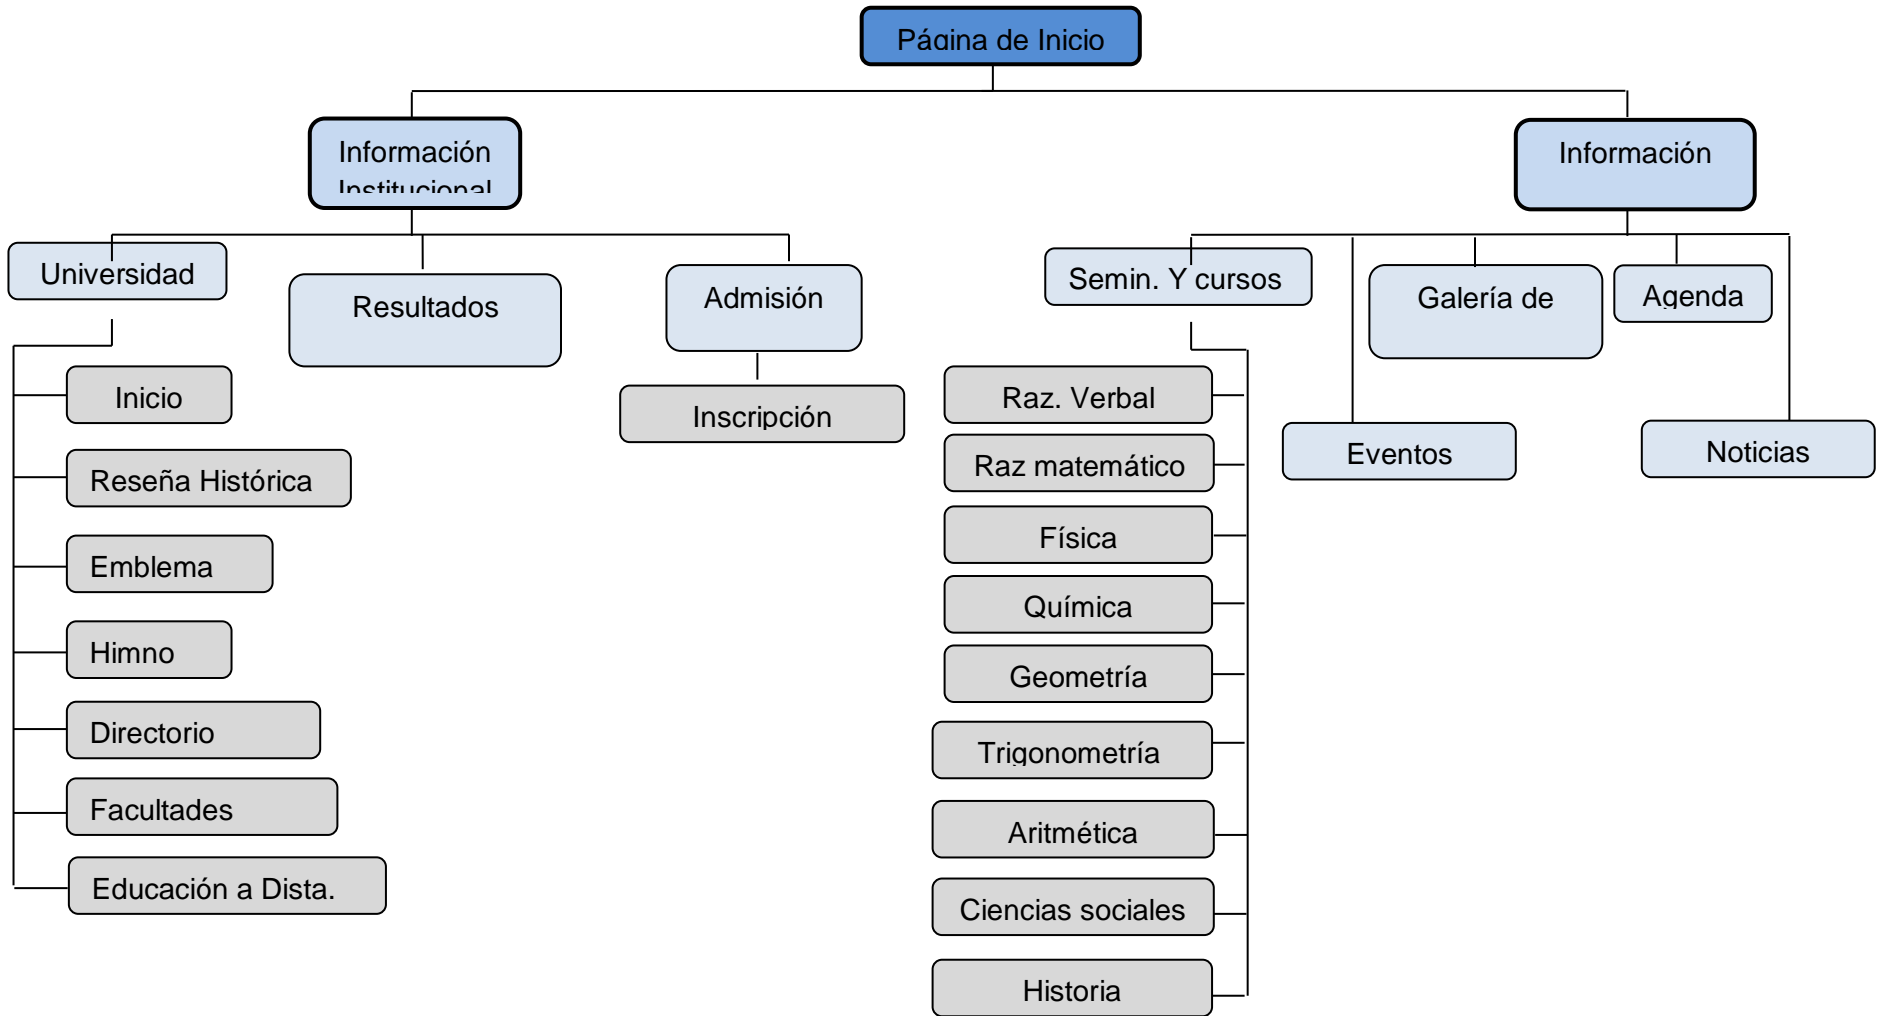 Página de Inicio
Información
Institucional
Información
Universidad
Resultados
Admisión
Semin. Y cursos
Galería de
Agenda
Inicio
Reseña Histórica
Emblema
Himno
Directorio
Facultades
Educación a Dista.
Inscripción
Raz. Verbal
Raz matemático
Física
Química
Geometría
Trigonometría
Aritmética
Ciencias sociales
Historia
Eventos
Noticias